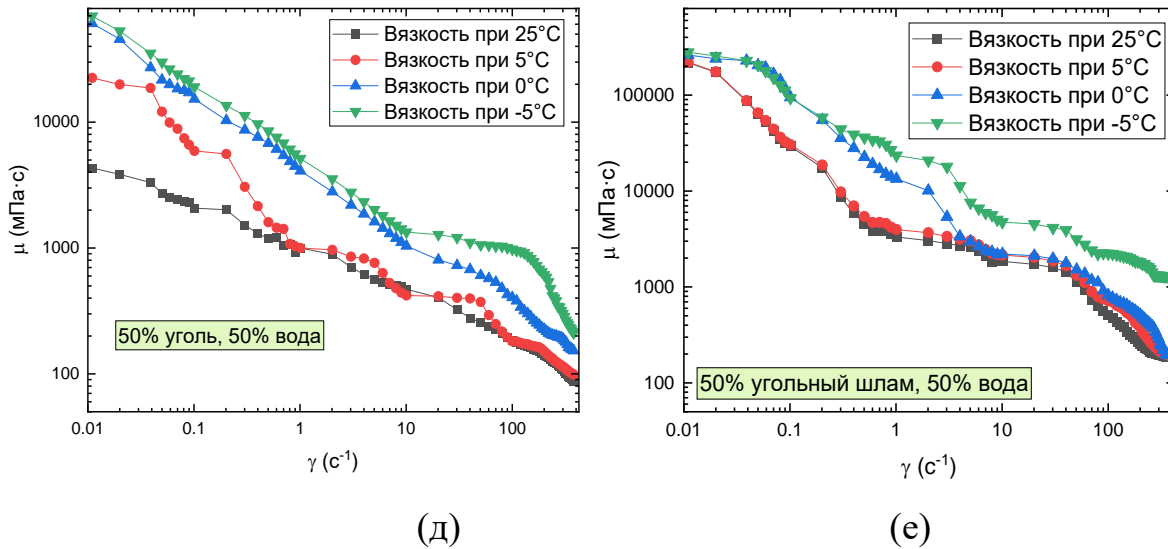 Вязкость при 25°C
Вязкость при 5°C
Вязкость при 0°C
Вязкость при -5°C
10000
1000
100
μ (мПа·с)
50% уголь, 50% вода
0.01 0.1 1 10 100
γ (с⁻¹)
(д)
Вязкость при 25°C
Вязкость при 5°C
Вязкость при 0°C
Вязкость при -5°C
100000
10000
1000
100
μ (мПа·с)
50% угольный шлам, 50% вода
0.01 0.1 1 10 100
γ (с⁻¹)
(е)